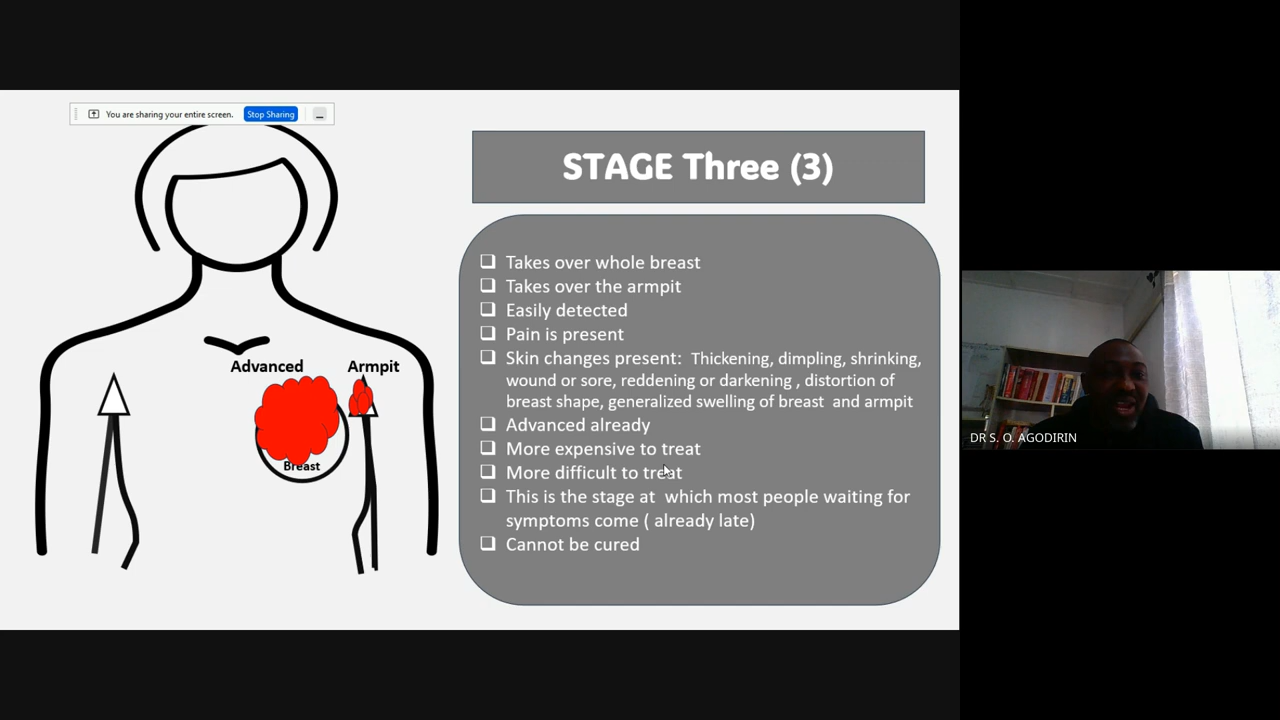 You are sharing your entire screen. Stop Sharing
STAGE Three (3)
Takes over whole breast
Takes over the armpit
Easily detected
Pain is present
Skin changes present: Thickening, dimpling, shrinking,
wound or sore, reddening or darkening , distortion of
breast shape, generalized swelling of breast and armpit
Advanced already
More expensive to treat
More difficult to treat
This is the stage at which most people waiting for
symptoms come ( already late)
Cannot be cured
Advanced
Armpit
Breast
DR S. O. AGODIRIN